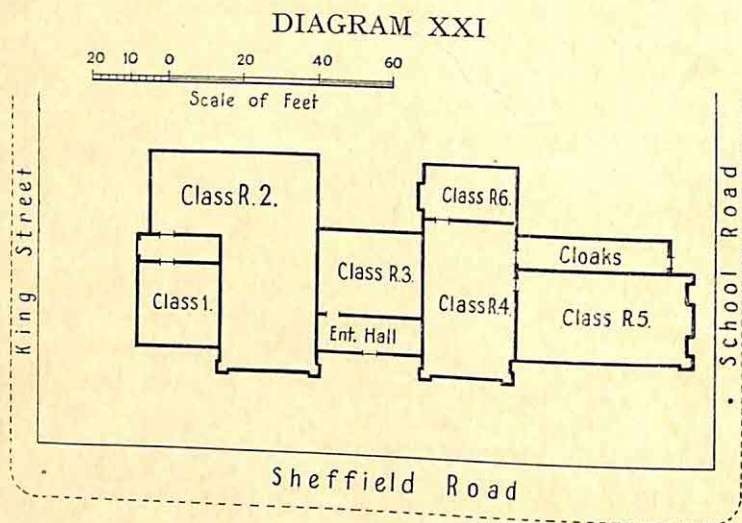 DIAGRAM XXI
20 10 0 20 40 60
Scale of Feet
King Street
School Road
Class R.2.
Class R6.
Cloaks
Class R.3.
Class 1.
Class R.4.
Class R5.
Ent. Hall
Sheffield Road